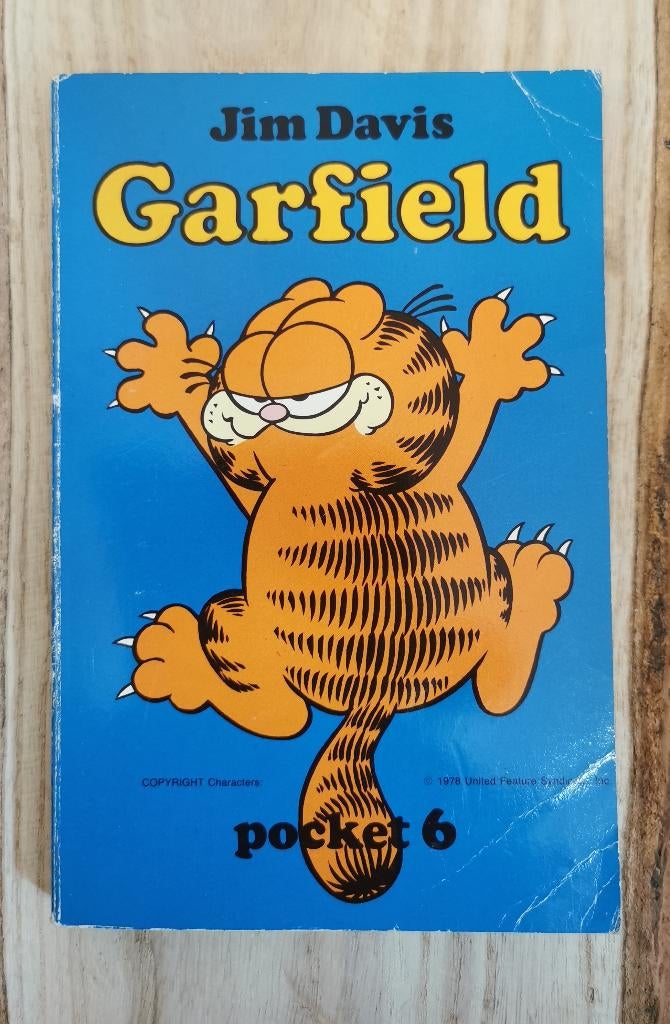 Jim Davis
Garfield
COPYRIGHT Characters: © 1978 United Feature Syndicate, Inc
pocket 6